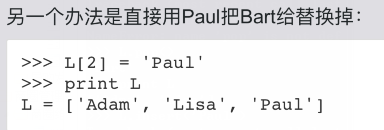 另一个办法是直接用Paul把Bart给替换掉：
>>> L[2] = 'Paul'
>>> print L
L = ['Adam', 'Lisa', 'Paul']